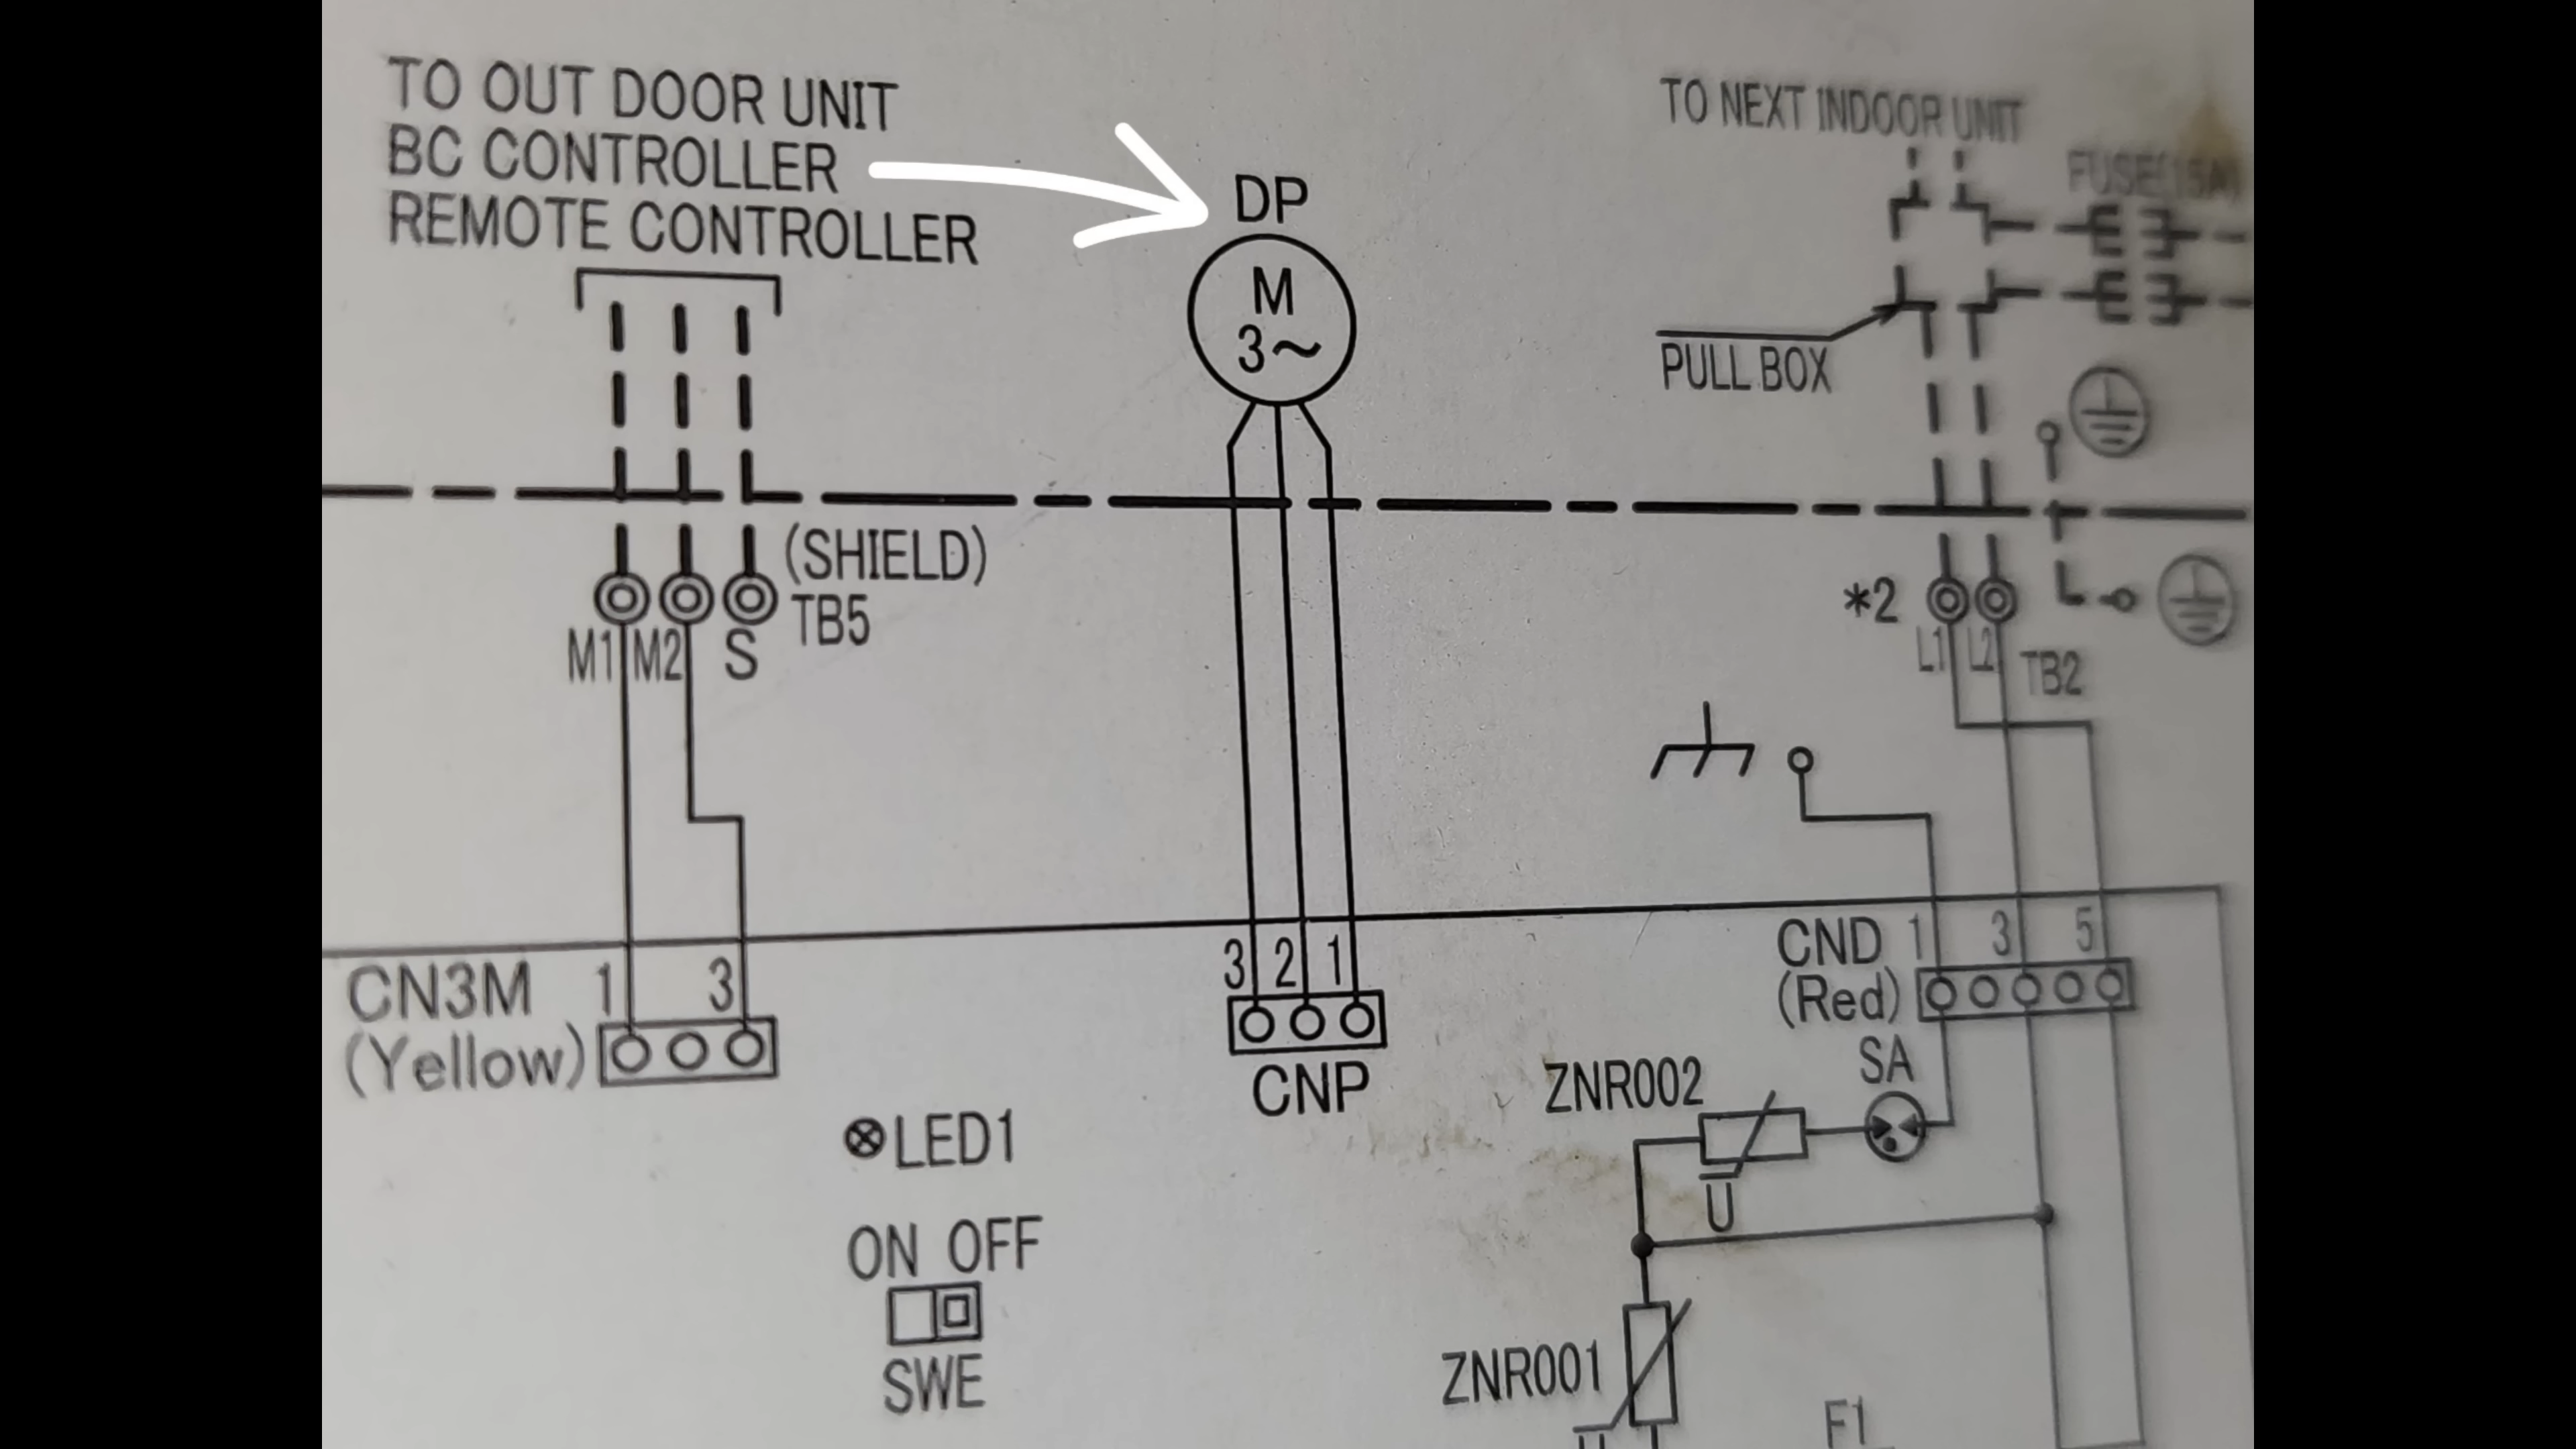 TO OUT DOOR UNIT
BC CONTROLLER
REMOTE CONTROLLER
DP
M
3~
TO NEXT INDOOR UNIT
FUSE(15A)
PULL BOX
(SHIELD)
TB5
M1 M2 S
*2
L1 L2
TB2
CN3M
(Yellow)
1 3
3 2 1
CNP
CND
(Red)
1 3 5
SA
ZNR002
U
LED1
ON OFF
SWE
ZNR001
F1